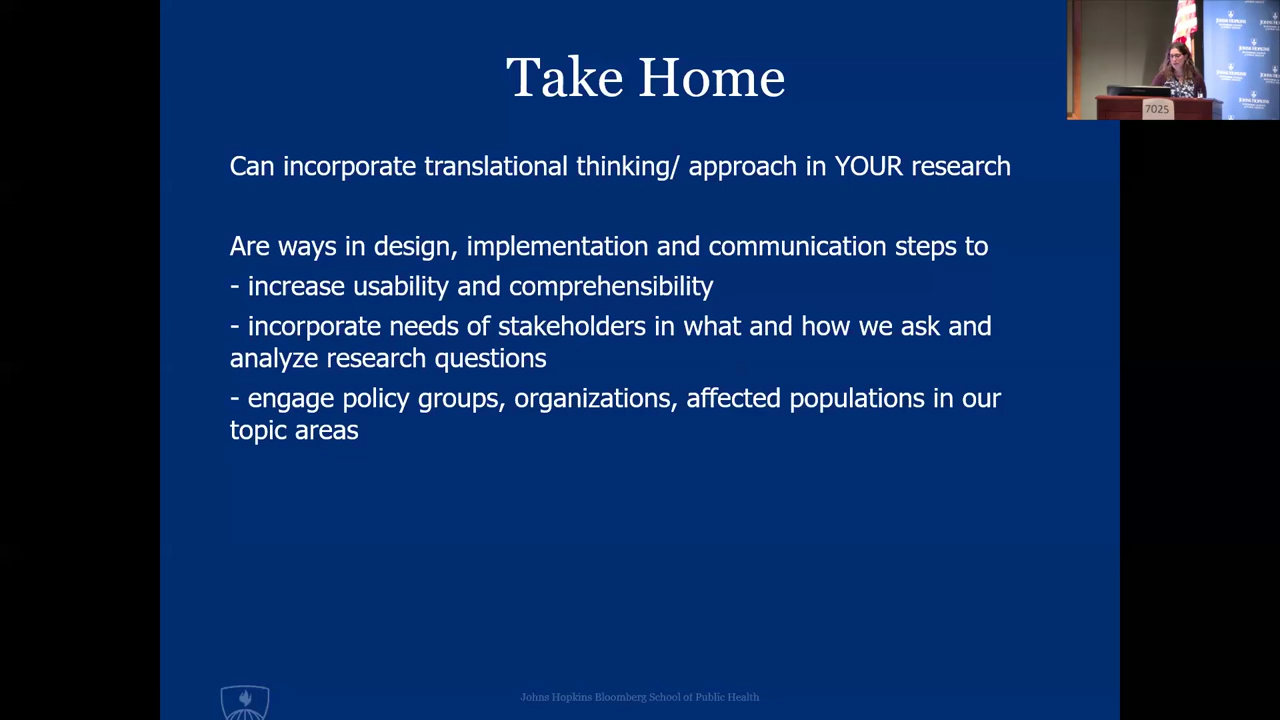 Take Home
Can incorporate translational thinking/ approach in YOUR research
Are ways in design, implementation and communication steps to
- increase usability and comprehensibility
- incorporate needs of stakeholders in what and how we ask and
analyze research questions
- engage policy groups, organizations, affected populations in our
topic areas
Johns Hopkins Bloomberg School of Public Health
7025
JOHNS HOPKINS